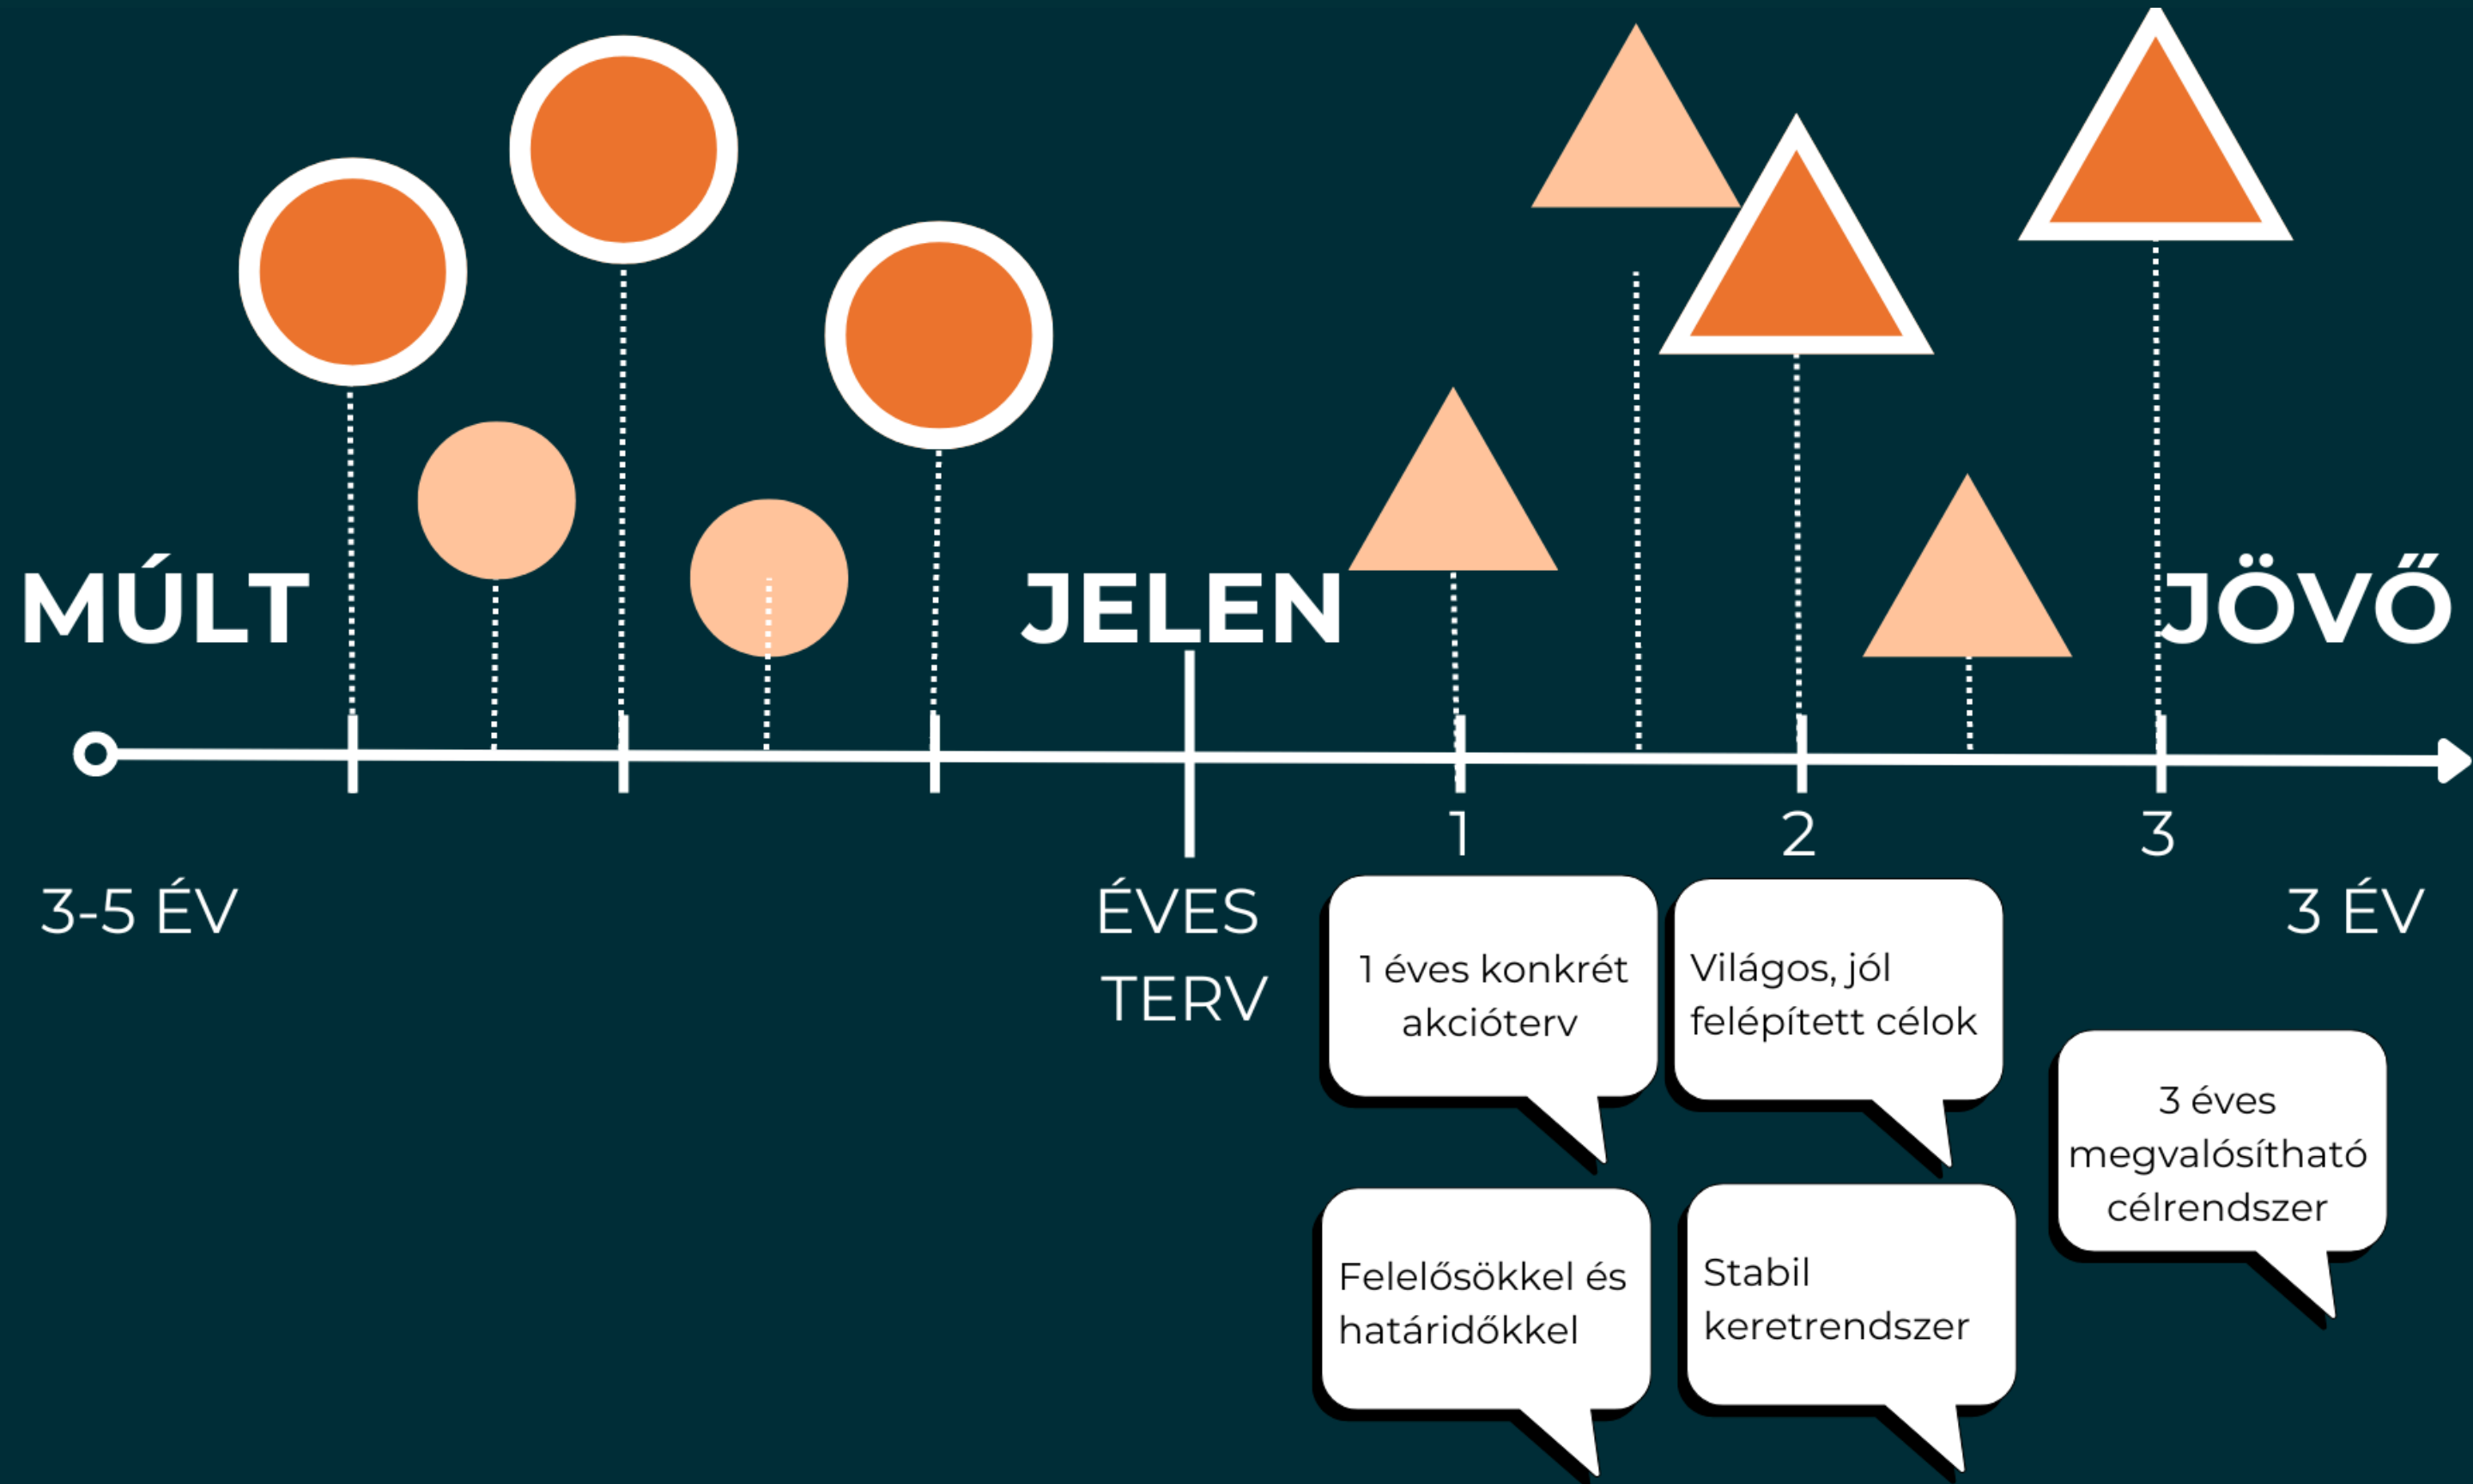 MÚLT
JELEN
JÖVŐ
1
2
3
3-5 ÉV
ÉVES
TERV
3 ÉV
1 éves konkrét
akcióterv
Világos, jól
felépített célok
3 éves
megvalósítható
célrendszer
Felelősökkel és
határidőkkel
Stabil
keretrendszer